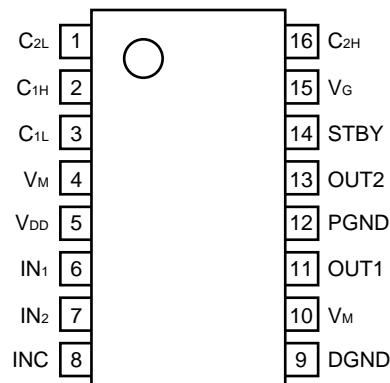 C2L 1 16 C2H
C1H 2 15 VG
C1L 3 14 STBY
VM 4 13 OUT2
VDD 5 12 PGND
IN1 6 11 OUT1
IN2 7 10 VM
INC 8 9 DGND